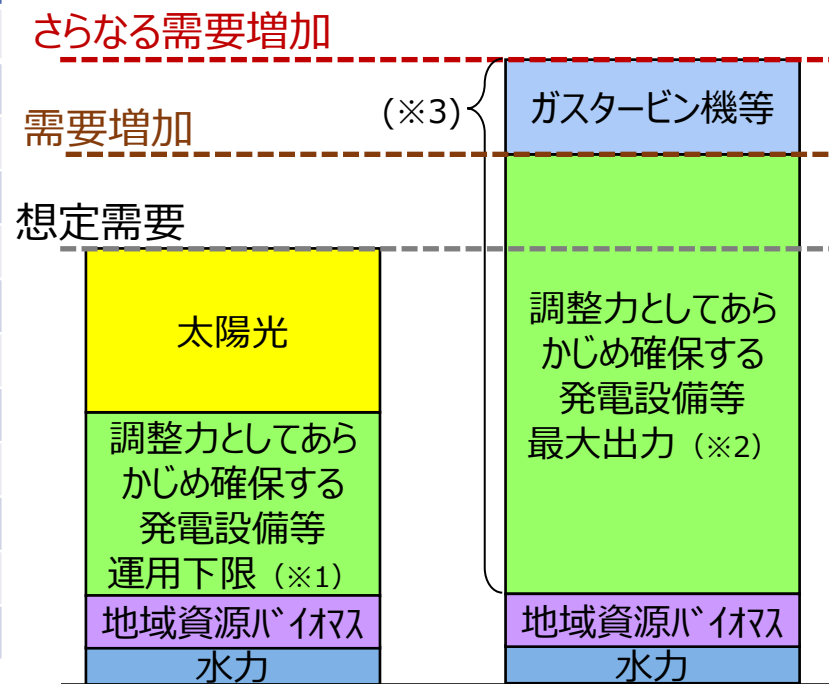 さらなる需要増加
(※3)
ガスタービン機等
需要増加
想定需要
太陽光
調整力としてあら
かじめ確保する
発電設備等
運用下限（※1）
地域資源バイオマス
水力
調整力としてあら
かじめ確保する
発電設備等
最大出力（※2）
地域資源バイオマス
水力